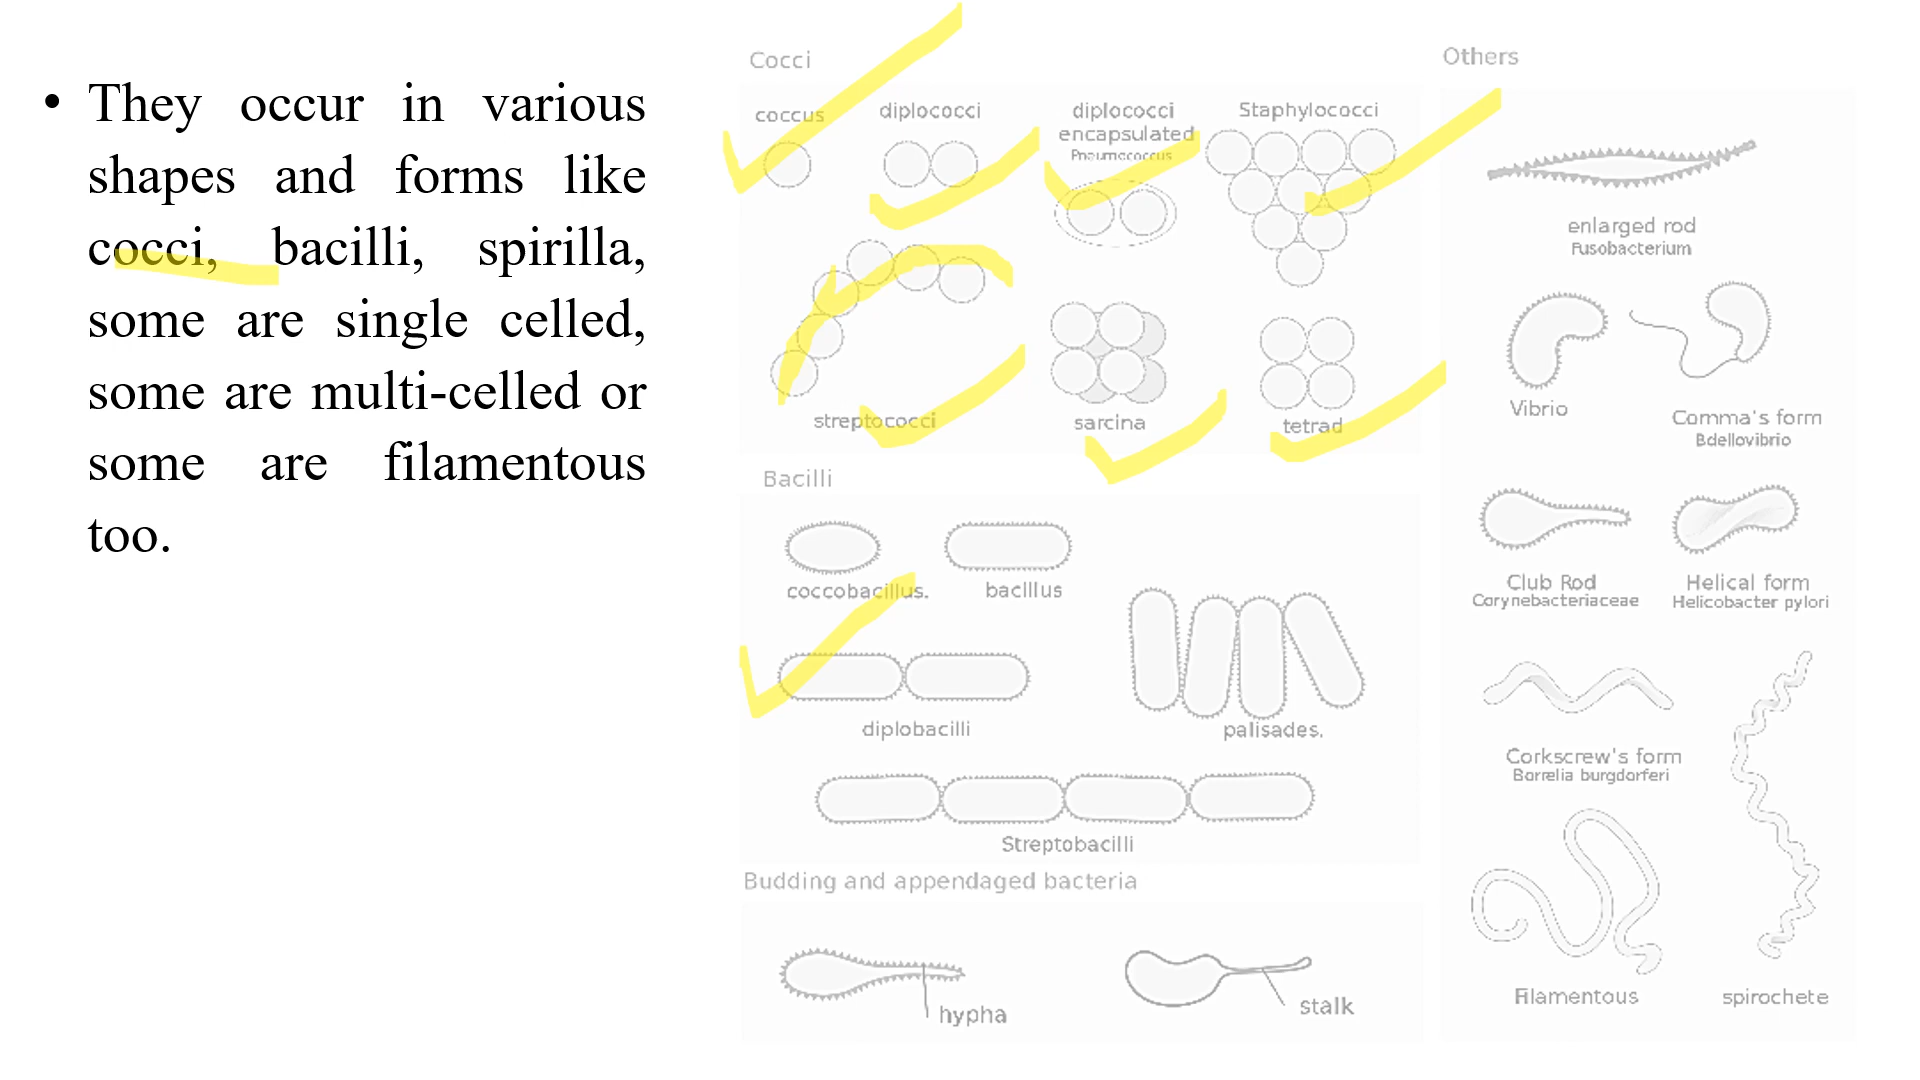 • They occur in various
shapes and forms like
cocci, bacilli, spirilla,
some are single celled,
some are multi-celled or
some are filamentous
too.
Cocci
coccus
diplococci
diplococci
encapsulated
Pneumococcus
Staphylococci
streptococci
sarcina
tetrad
Bacilli
coccobacillus.
bacillus
diplobacilli
palisades.
Streptobacilli
Budding and appendaged bacteria
hypha
stalk
Others
enlarged rod
Fusobacterium
Vibrio
Comma's form
Bdellovibrio
Club Rod
Corynebacteriaceae
Helical form
Helicobacter pylori
Corkscrew's form
Borrelia burgdorferi
Filamentous
spirochete